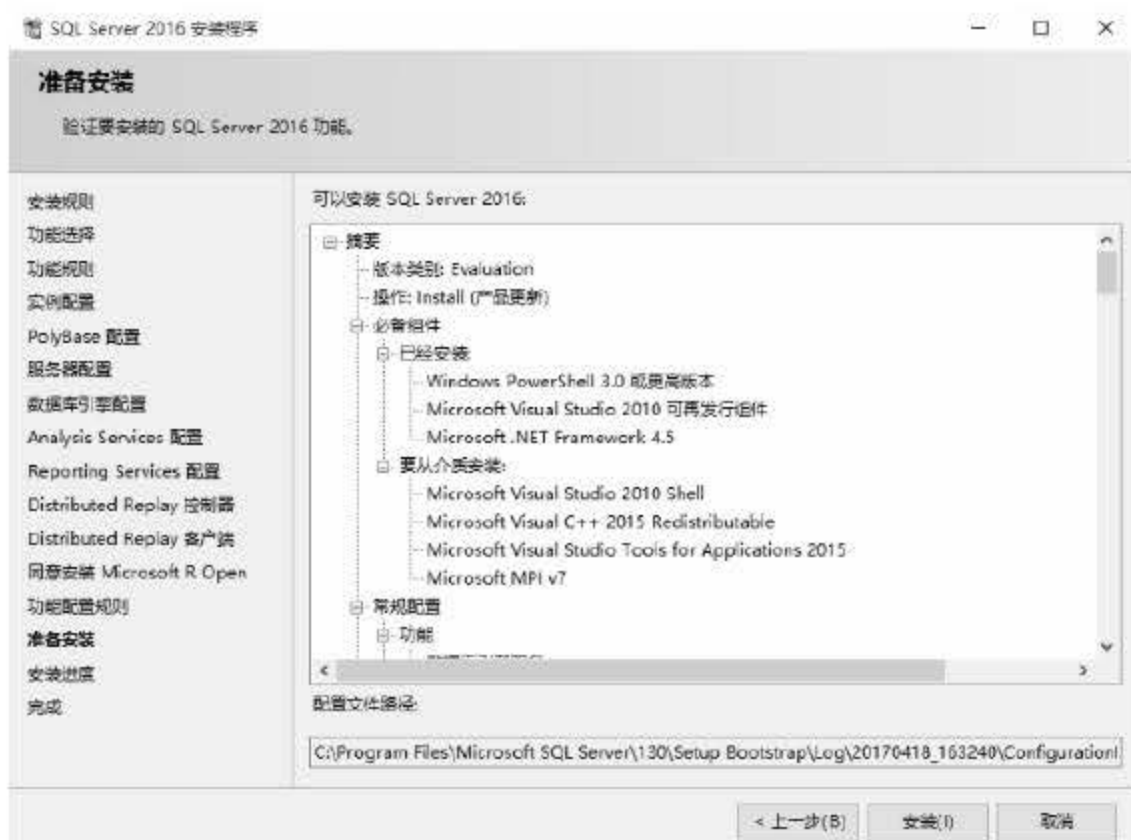 SQL Server 2016 安装程序
准备安装
验证要安装的 SQL Server 2016 功能。
安装规则
功能选择
功能规则
实例配置
PolyBase 配置
服务器配置
数据库引擎配置
Analysis Services 配置
Reporting Services 配置
Distributed Replay 控制器
Distributed Replay 客户端
同意安装 Microsoft R Open
功能配置规则
准备安装
安装进度
完成
可以安装 SQL Server 2016:
摘要
版本类别: Evaluation
操作: Install (产品更新)
必备组件
已经安装
Windows PowerShell 3.0 或更高版本
Microsoft Visual Studio 2010 可再发行组件
Microsoft .NET Framework 4.5
要从介质安装:
Microsoft Visual Studio 2010 Shell
Microsoft Visual C++ 2015 Redistributable
Microsoft Visual Studio Tools for Applications 2015
Microsoft MPI v7
常规配置
功能
配置文件路径:
C:\Program Files\Microsoft SQL Server\130\Setup Bootstrap\Log\20170418_163240\Configuration
< 上一步(B)
安装(I)
取消